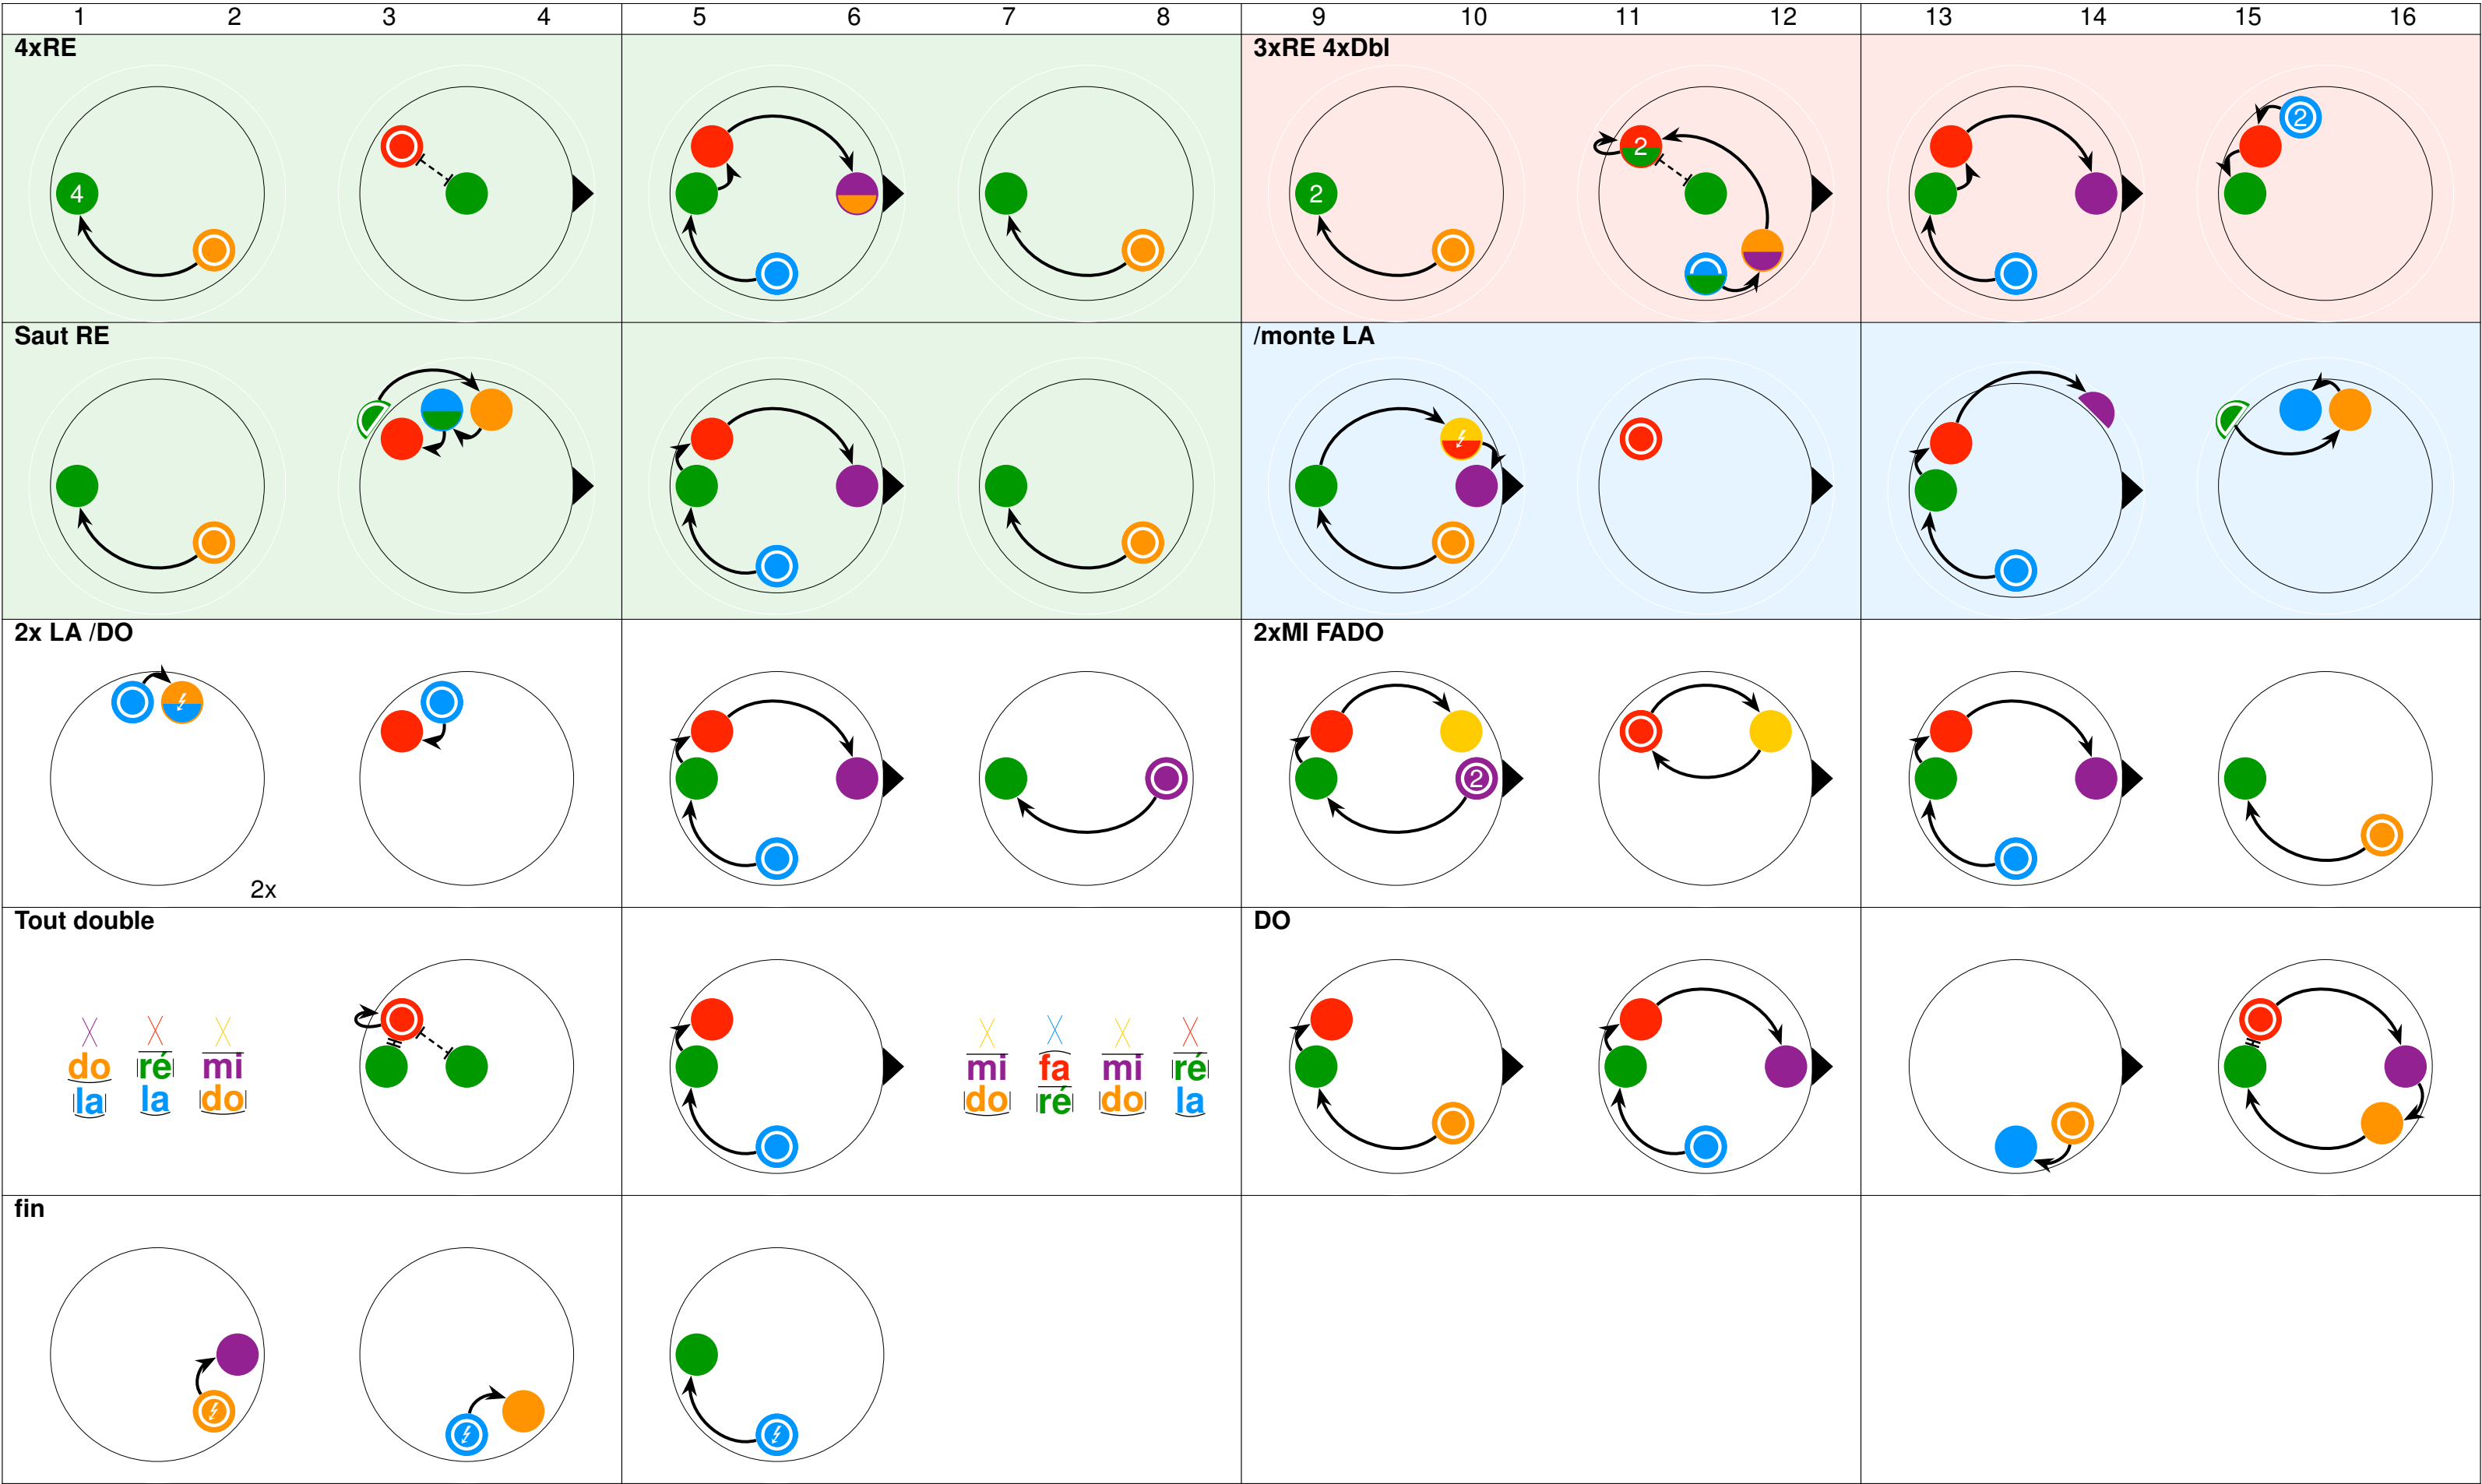 1 2 3 4 5 6 7 8 9 10 11 12 13 14 15 16
4xRE 3xRE 4xDbl
4 2 2 2
Saut RE /monte LA
2x LA /DO 2xMI FADO
2
2x
Tout double DO
do ré mi mi fa mi ré
la la do do ré do la
fin